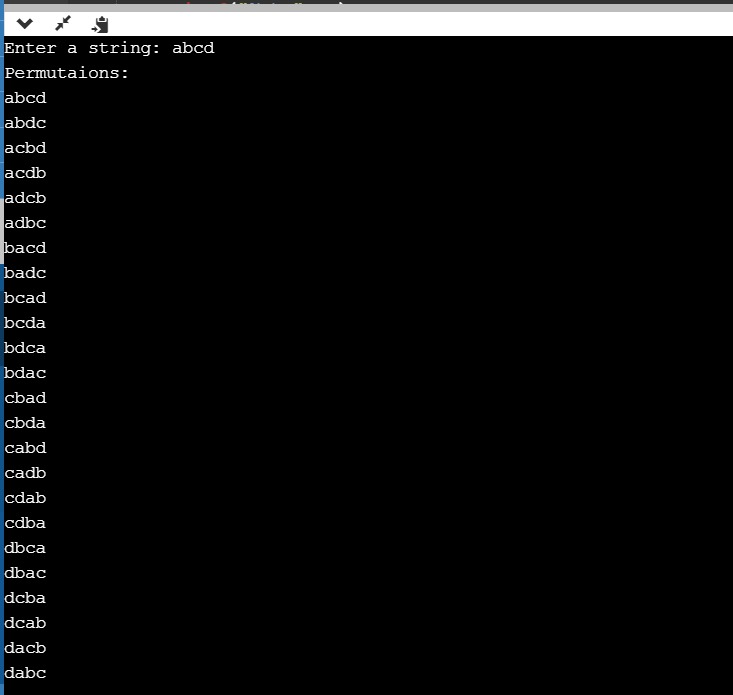 Enter a string: abcd
Permutaions:
abcd
abdc
acbd
acdb
adcb
adbc
bacd
badc
bcad
bcda
bdca
bdac
cbad
cbda
cabd
cadb
cdab
cdba
dbca
dbac
dcba
dcab
dacb
dabc